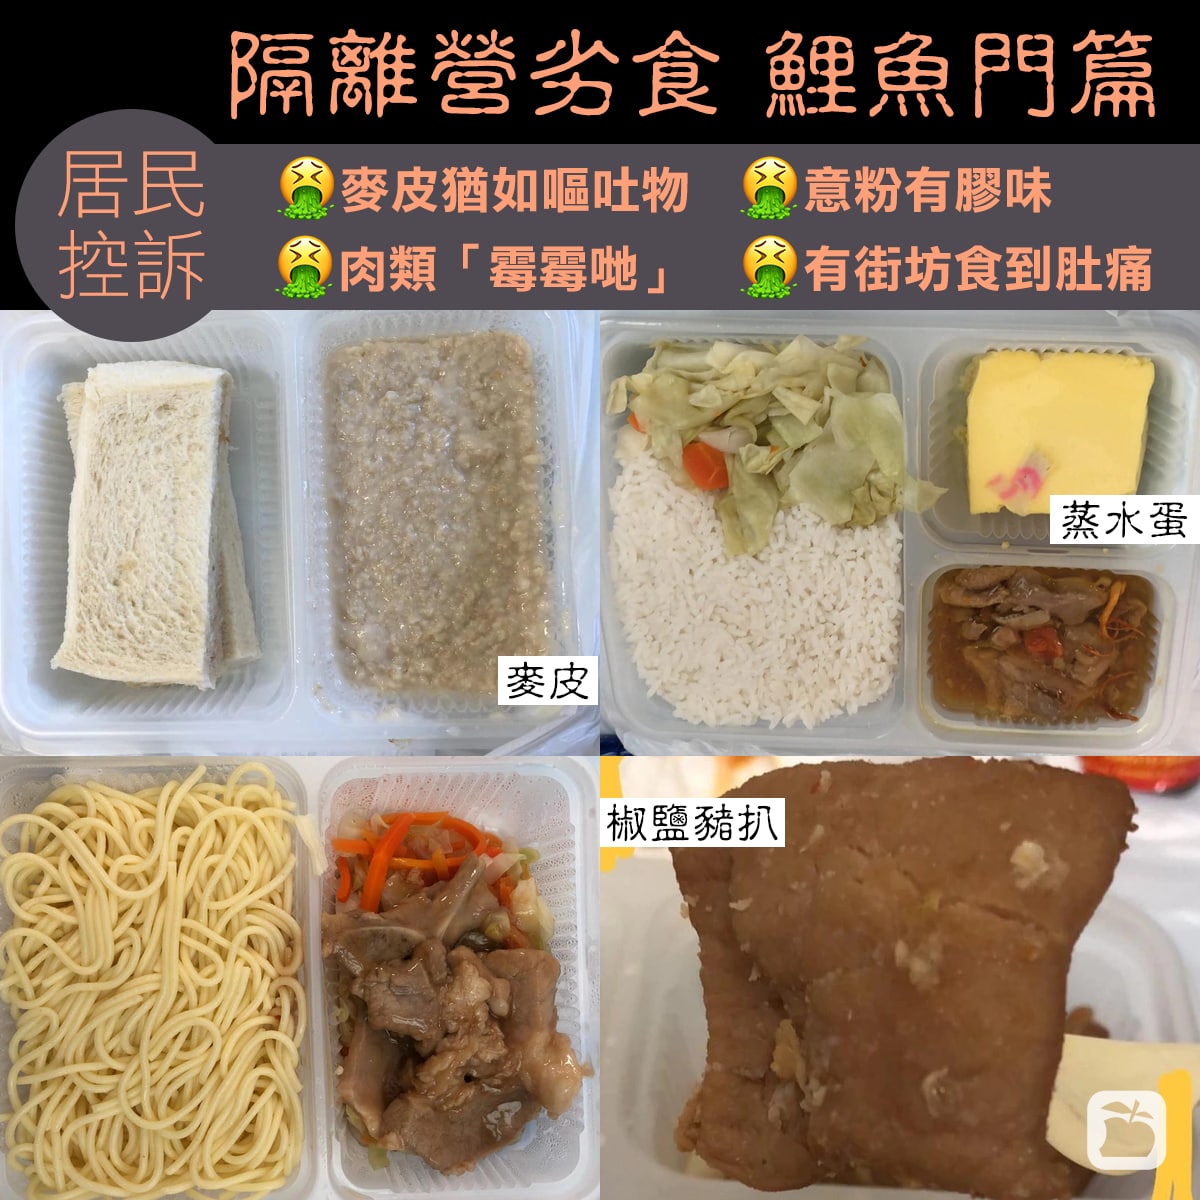 隔離營劣食 鯉魚門篇
居民
控訴
🤮麥皮猶如嘔吐物 🤮意粉有膠味
🤮肉類「霉霉哋」 🤮有街坊食到肚痛
麥皮
蒸水蛋
椒鹽豬扒